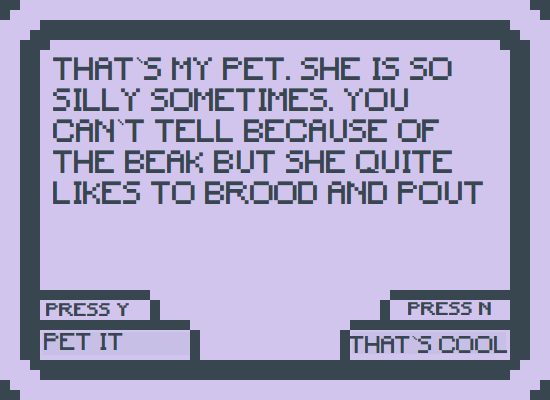 THAT`S MY PET. SHE IS SO
SILLY SOMETIMES. YOU
CAN`T TELL BECAUSE OF
THE BEAK BUT SHE QUITE
LIKES TO BROOD AND POUT
PRESS Y
PRESS N
PET IT
THAT`S COOL